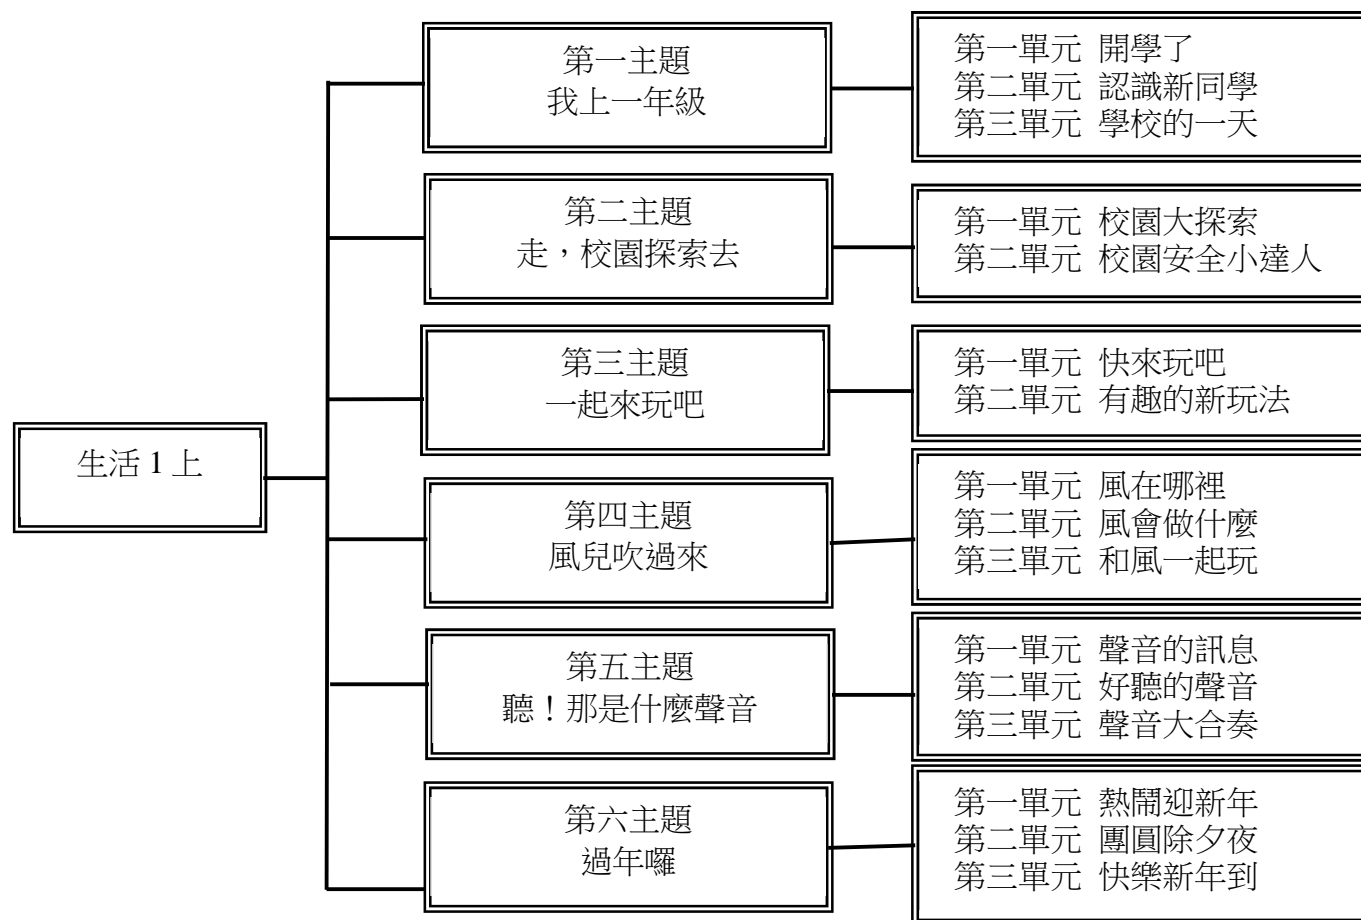 生活 1 上
第一主題
我上一年級
第一單元 開學了
第二單元 認識新同學
第三單元 學校的一天
第二主題
走，校園探索去
第一單元 校園大探索
第二單元 校園安全小達人
第三主題
一起來玩吧
第一單元 快來玩吧
第二單元 有趣的新玩法
第四主題
風兒吹過來
第一單元 風在哪裡
第二單元 風會做什麼
第三單元 和風一起玩
第五主題
聽！那是什麼聲音
第一單元 聲音的訊息
第二單元 好聽的聲音
第三單元 聲音大合奏
第六主題
過年囉
第一單元 熱鬧迎新年
第二單元 團圓除夕夜
第三單元 快樂新年到